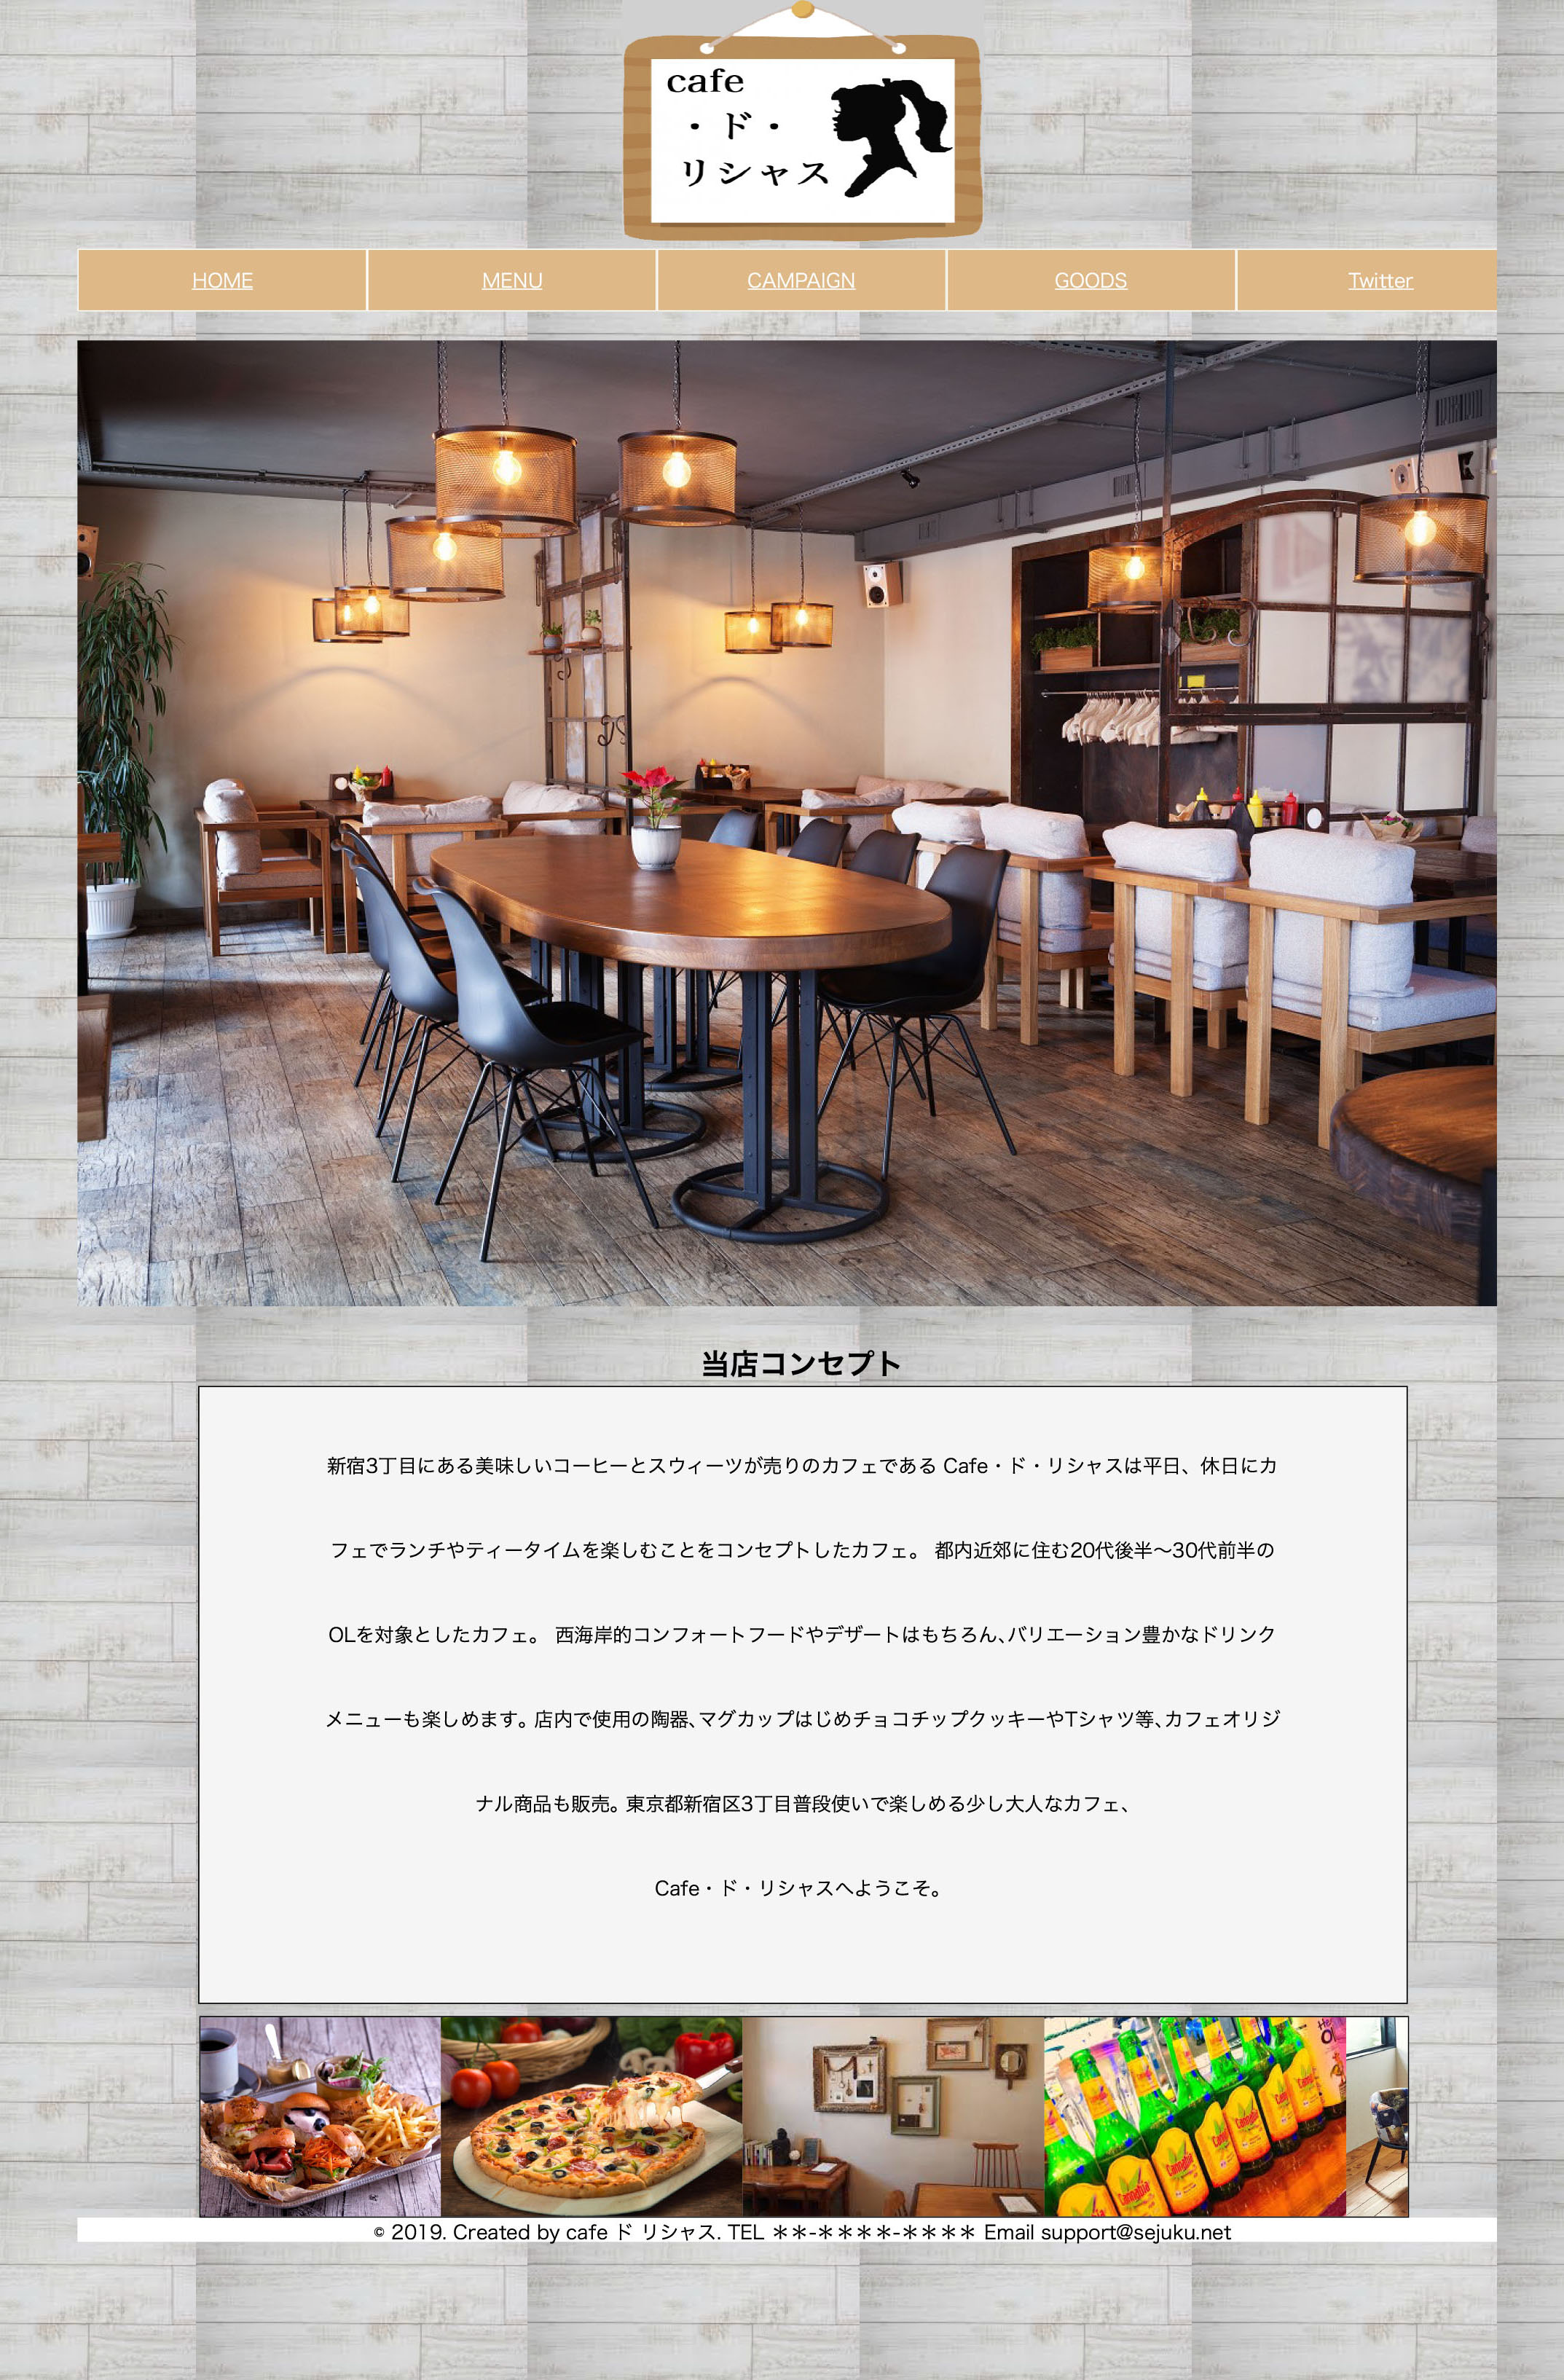 cafe
・ド・
リシャス
HOME
MENU
CAMPAIGN
GOODS
Twitter
当店コンセプト
新宿3丁目にある美味しいコーヒーとスウィーツが売りのカフェである Cafe・ド・リシャスは平日、休日にカ
フェでランチやティータイムを楽しむことをコンセプトしたカフェ。 都内近郊に住む20代後半〜30代前半の
OLを対象としたカフェ。 西海岸的コンフォートフードやデザートはもちろん､バリエーション豊かなドリンク
メニューも楽しめます｡ 店内で使用の陶器､マグカップはじめチョコチップクッキーやTシャツ等､カフェオリジ
ナル商品も販売｡ 東京都新宿区3丁目普段使いで楽しめる少し大人なカフェ、
Cafe・ド・リシャスへようこそ。
© 2019. Created by cafe ド リシャス. TEL ＊＊-＊＊＊＊-＊＊＊＊ Email support@sejuku.net